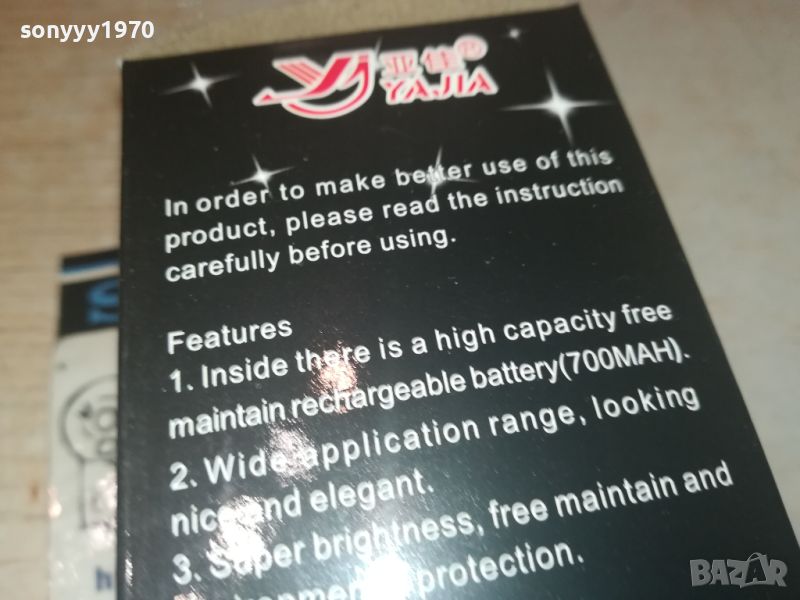 sonyyy1970
亚佳®
YAJIA
In order to make better use of this
product, please read the instruction
carefully before using.
Features
1. Inside there is a high capacity free
maintain rechargeable battery(700MAH).
2. Wide application range, looking
nice and elegant.
3. Super brightness, free maintain and
protection.
BAZAR